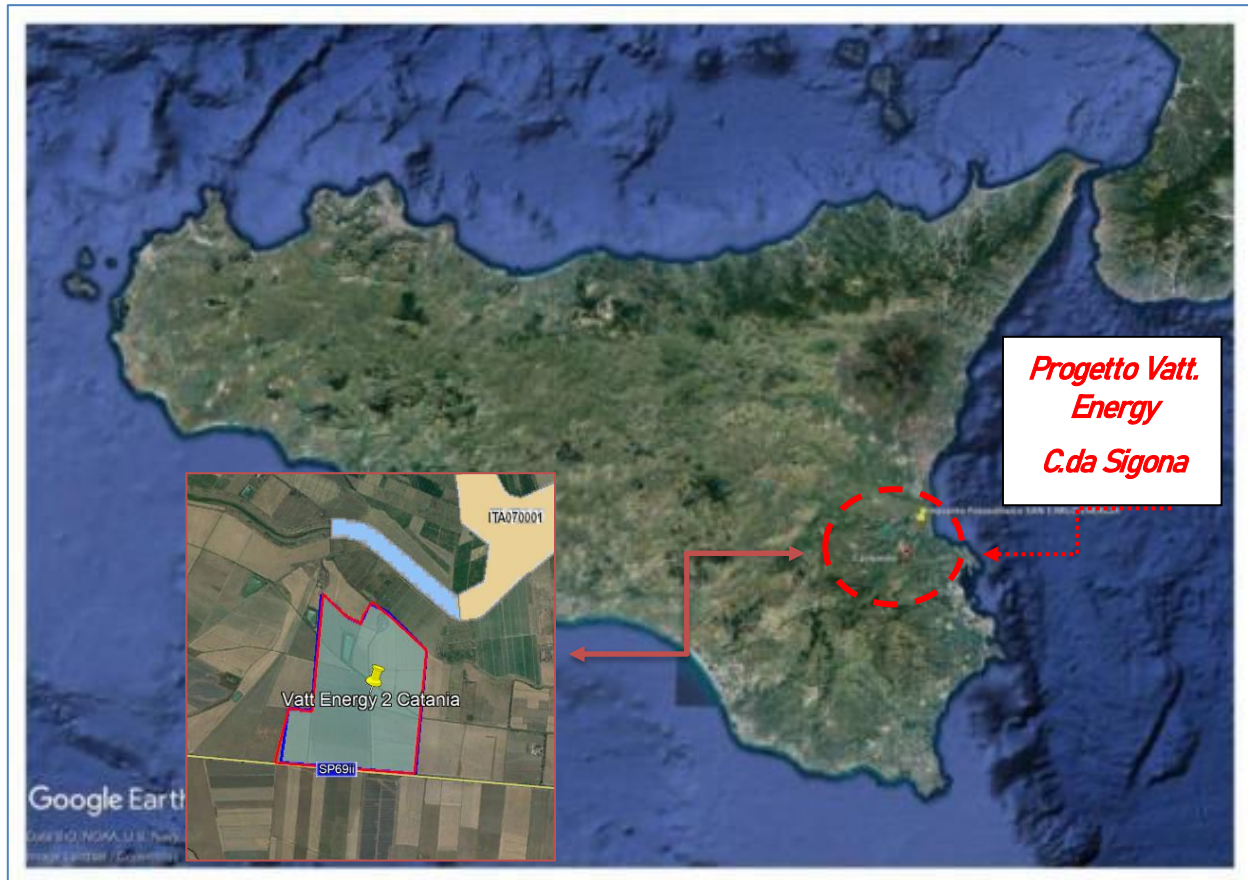 Progetto Vatt.
Energy
C.da Sigona
ITA070001
Vatt Energy 2 Catania
SP69ii
Google Earth